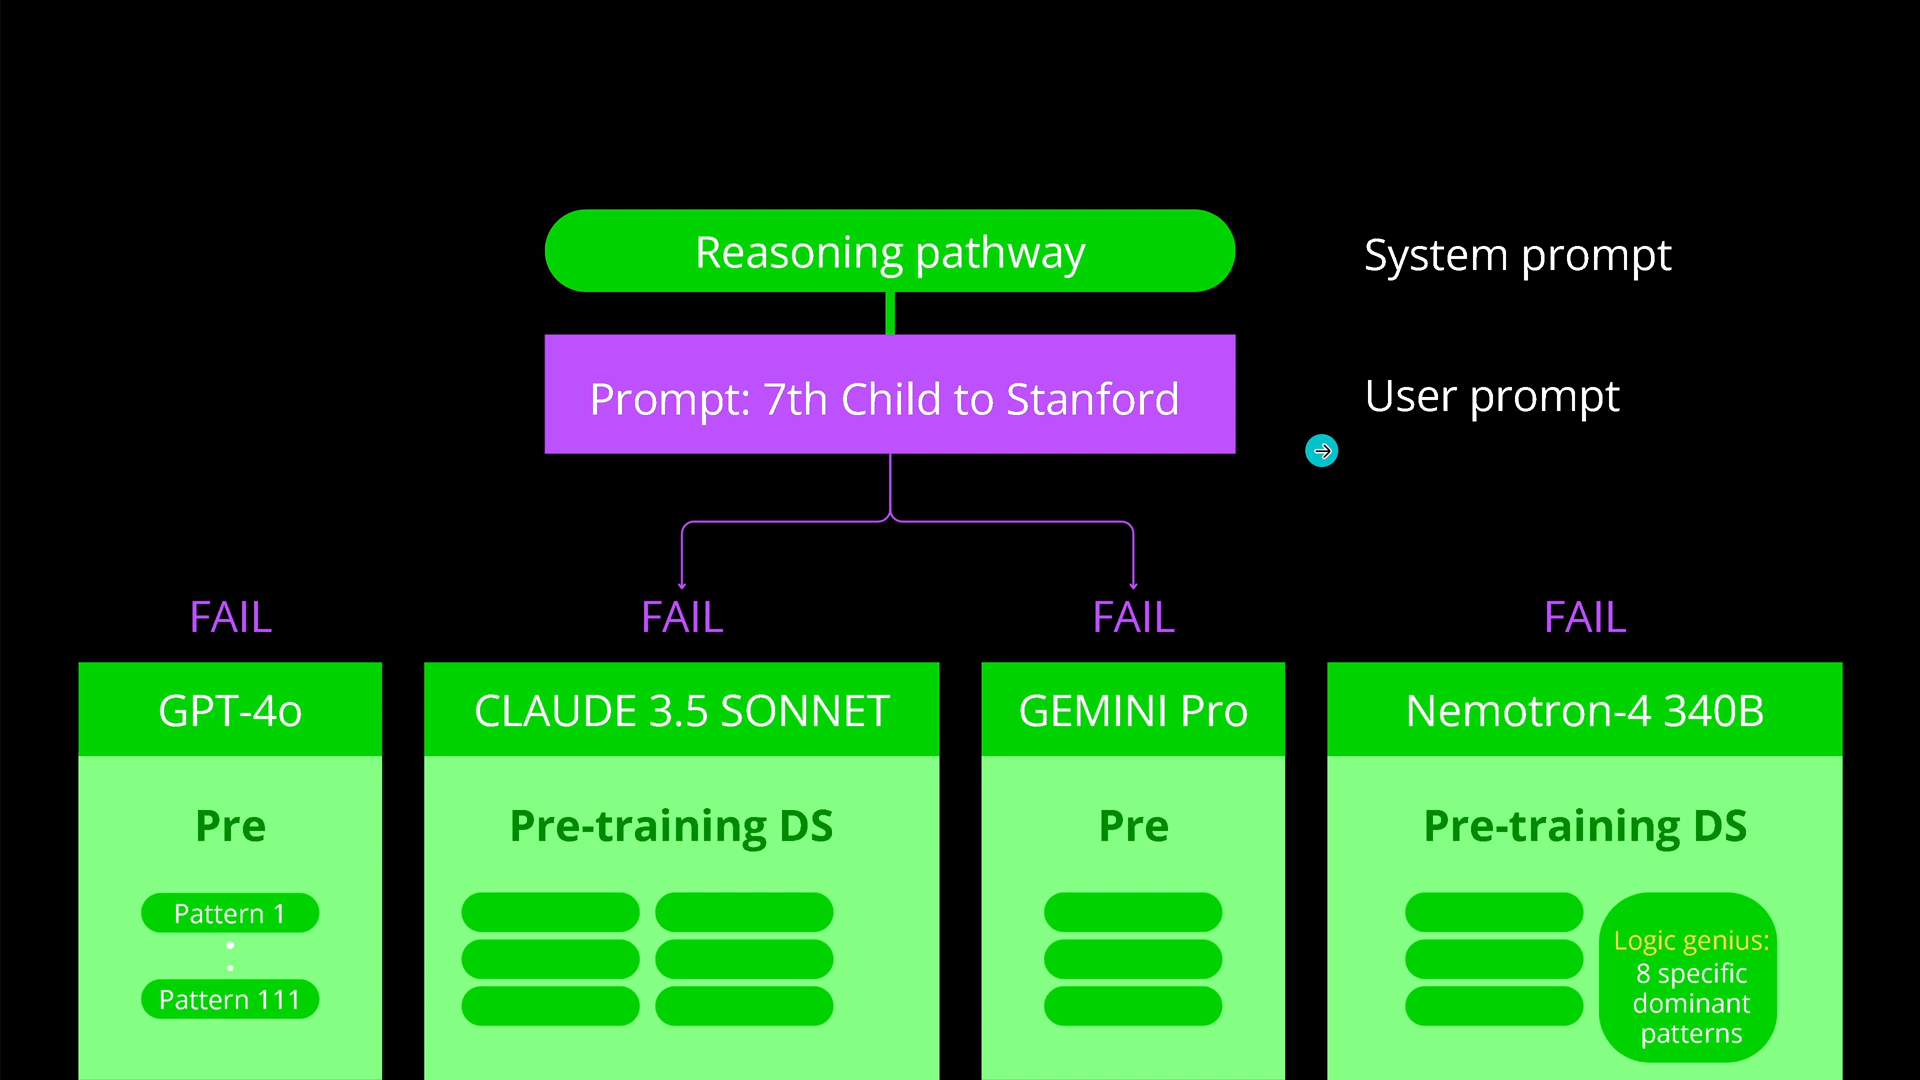 Reasoning pathway
System prompt
Prompt: 7th Child to Stanford
User prompt
FAIL
FAIL
FAIL
FAIL
GPT-4o
CLAUDE 3.5 SONNET
GEMINI Pro
Nemotron-4 340B
Pre
Pre-training DS
Pre
Pre-training DS
Pattern 1
Pattern 111
Logic genius:
8 specific
dominant
patterns